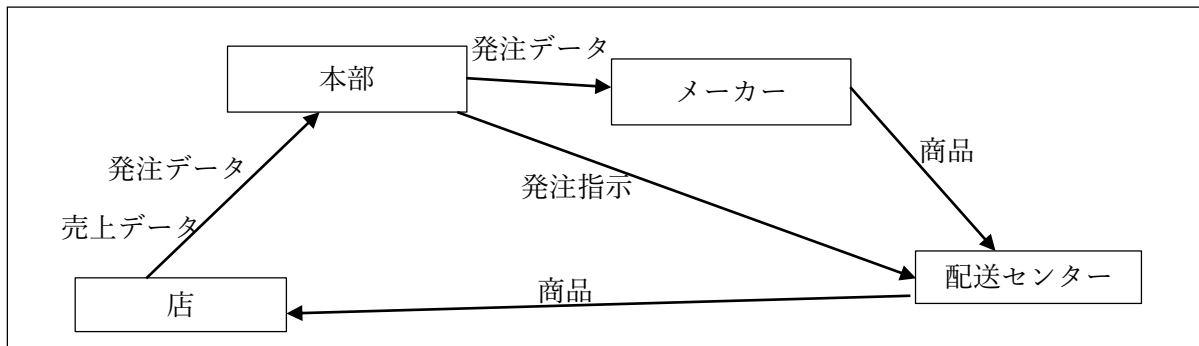 発注データ
本部
メーカー
商品
発注データ
発注指示
売上データ
配送センター
商品
店